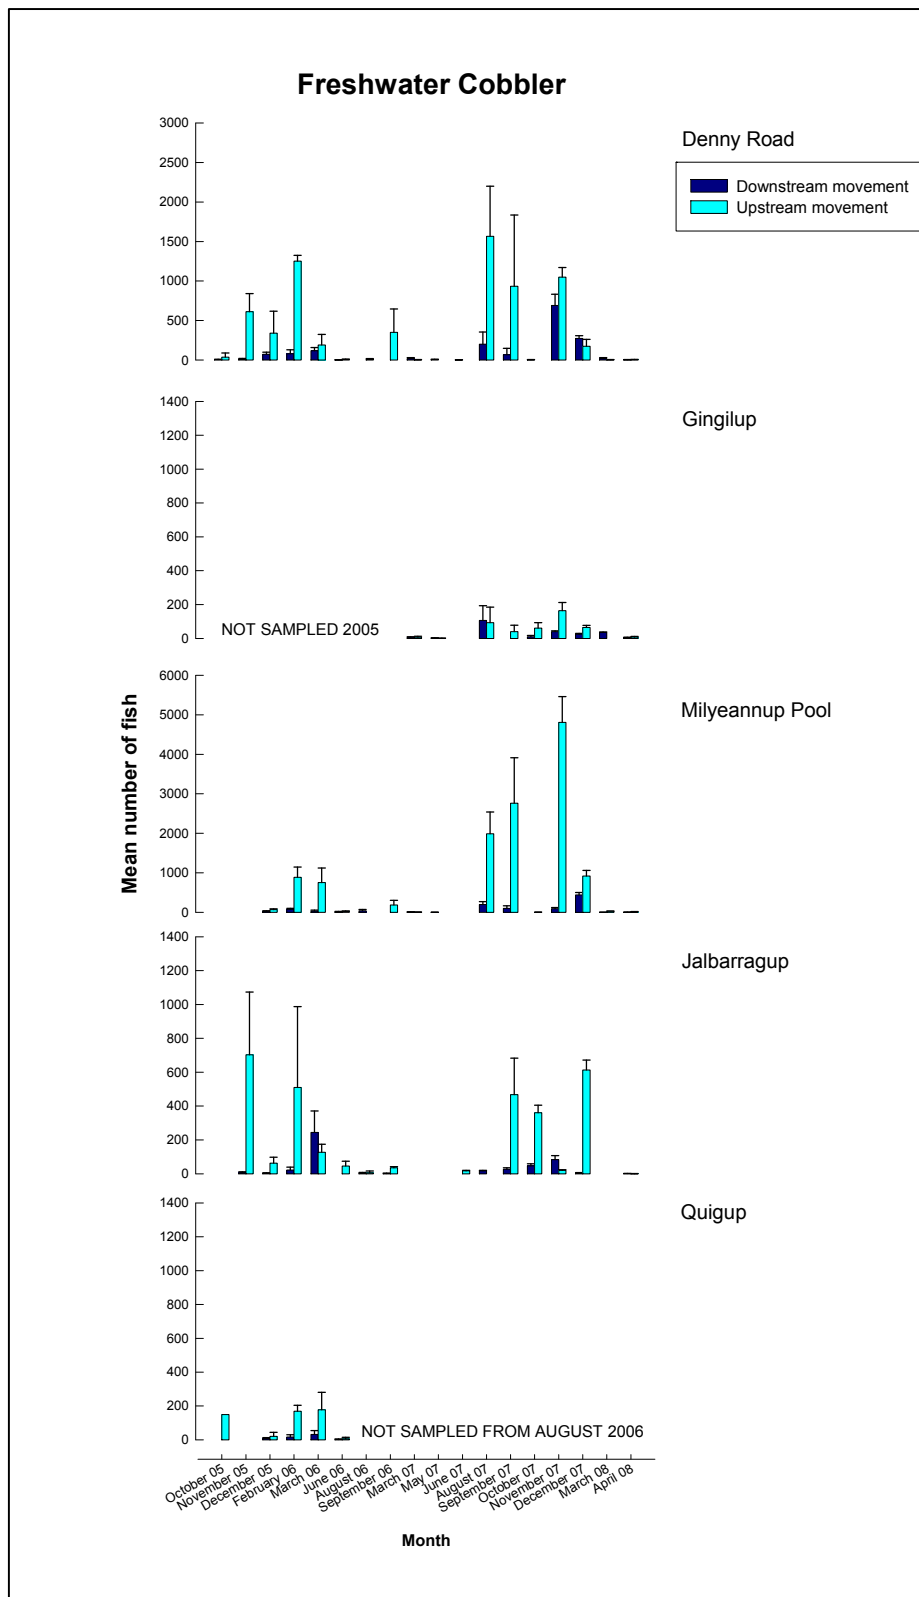 Freshwater Cobbler
Denny Road
Downstream movement
Upstream movement
3000
2500
2000
1500
1000
500
0
Gingilup
1400
1200
1000
800
600
400
200
0
NOT SAMPLED 2005
Mean number of fish
Milyeannup Pool
6000
5000
4000
3000
2000
1000
0
Jalbarragup
1400
1200
1000
800
600
400
200
0
Quigup
1400
1200
1000
800
600
400
200
0
NOT SAMPLED FROM AUGUST 2006
October 05
November 05
December 05
February 06
March 06
June 06
August 06
September 06
March 07
May 07
June 07
August 07
September 07
October 07
November 07
December 07
March 08
April 08
Month